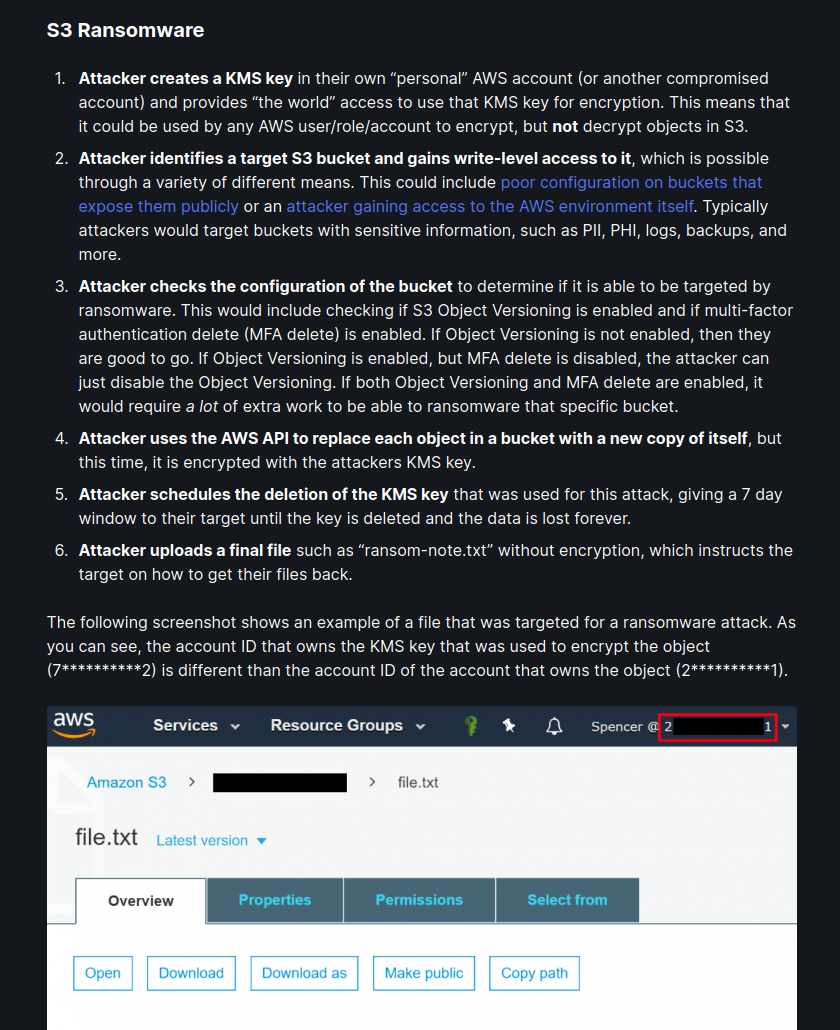 S3 Ransomware
1. Attacker creates a KMS key in their own “personal” AWS account (or another compromised
account) and provides “the world” access to use that KMS key for encryption. This means that
it could be used by any AWS user/role/account to encrypt, but not decrypt objects in S3.
2. Attacker identifies a target S3 bucket and gains write-level access to it, which is possible
through a variety of different means. This could include poor configuration on buckets that
expose them publicly or an attacker gaining access to the AWS environment itself. Typically
attackers would target buckets with sensitive information, such as PII, PHI, logs, backups, and
more.
3. Attacker checks the configuration of the bucket to determine if it is able to be targeted by
ransomware. This would include checking if S3 Object Versioning is enabled and if multi-factor
authentication delete (MFA delete) is enabled. If Object Versioning is not enabled, then they
are good to go. If Object Versioning is enabled, but MFA delete is disabled, the attacker can
just disable the Object Versioning. If both Object Versioning and MFA delete are enabled, it
would require a lot of extra work to be able to ransomware that specific bucket.
4. Attacker uses the AWS API to replace each object in a bucket with a new copy of itself, but
this time, it is encrypted with the attackers KMS key.
5. Attacker schedules the deletion of the KMS key that was used for this attack, giving a 7 day
window to their target until the key is deleted and the data is lost forever.
6. Attacker uploads a final file such as “ransom-note.txt” without encryption, which instructs the
target on how to get their files back.
The following screenshot shows an example of a file that was targeted for a ransomware attack. As
you can see, the account ID that owns the KMS key that was used to encrypt the object
(7**********2) is different than the account ID of the account that owns the object (2**********1).
aws Services Resource Groups Spencer @ 2 1
Amazon S3 > > file.txt
file.txt Latest version
Overview Properties Permissions Select from
Open Download Download as Make public Copy path